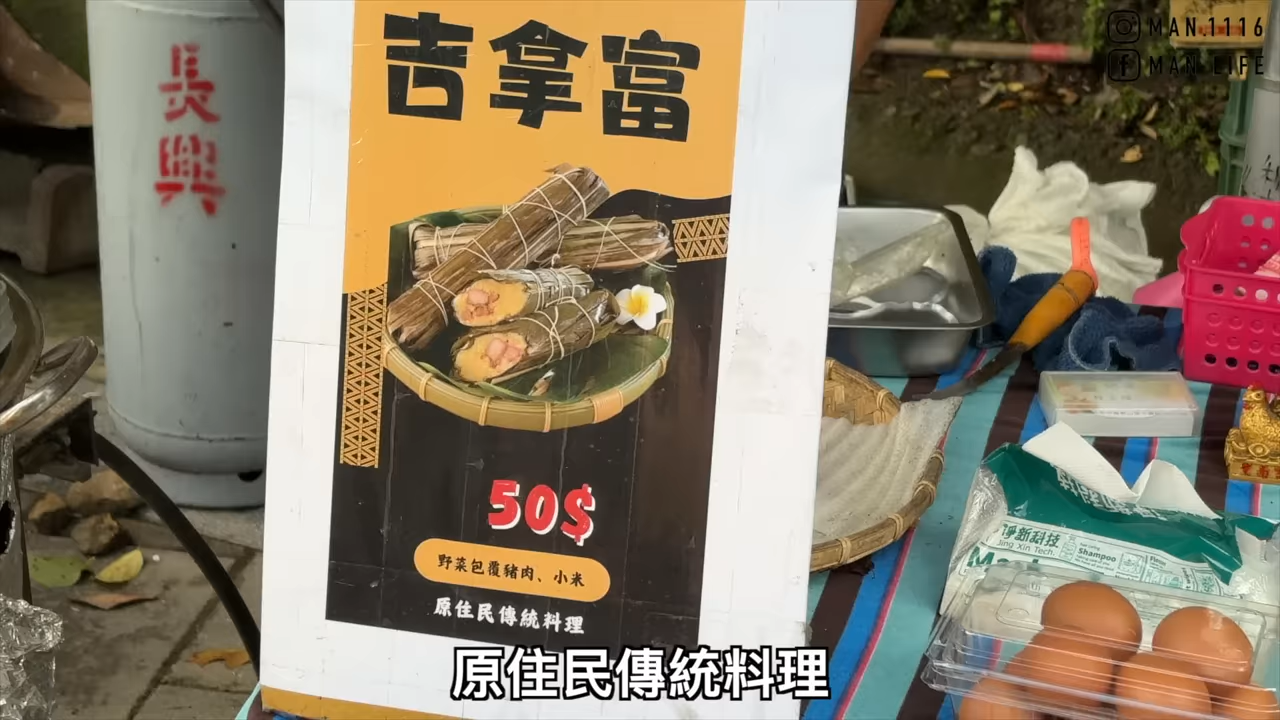 吉拿富
50$
野菜包覆豬肉、小米
原住民傳統料理
長興
MAN.1116
MAN LIFE
淨新科技
Jing Xin Tech.
Shampoo
原住民傳統料理